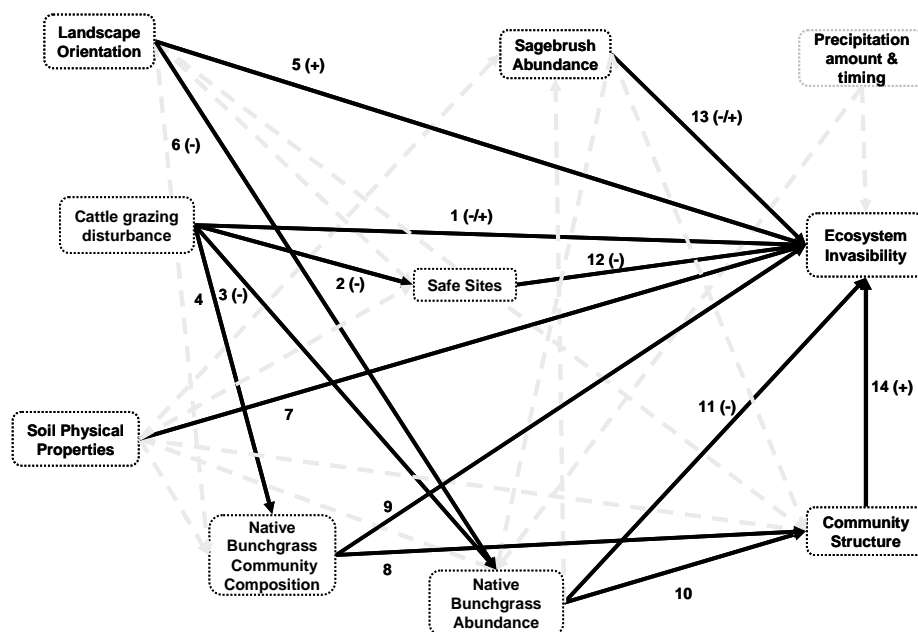 Landscape
Orientation
Sagebrush
Abundance
Precipitation
amount &
timing
5 (+)
13 (-/+)
6 (-)
Cattle grazing
disturbance
1 (-/+)
Ecosystem
Invasibility
2 (-)
12 (-)
Safe Sites
4
3 (-)
14 (+)
11 (-)
7
Soil Physical
Properties
9
Native
Bunchgrass
Community
Composition
8
Community
Structure
Native
Bunchgrass
Abundance
10